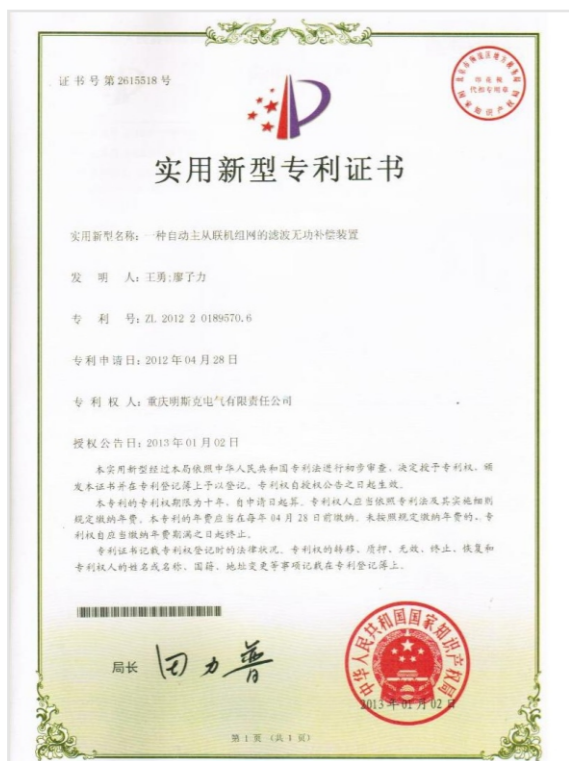 证书号第2615518号
印花税
代扣专用章
实用新型专利证书
实用新型名称：一种自动主从联机组网的滤波无功补偿装置
发 明 人：王勇;廖子力
专 利 号：ZL 2012 2 0189570.6
专利申请日：2012年04月28日
专 利 权 人：重庆明斯克电气有限责任公司
授权公告日：2013年01月02日
本实用新型经过本局依照中华人民共和国专利法进行初步审查，决定授予专利权，颁
发本证书并在专利登记簿上予以登记。专利权自授权公告之日起生效。
本专利的专利权期限为十年，自申请日起算。专利权人应当依照专利法及其实施细则
规定缴纳年费。本专利的年费应当在每年04月28日前缴纳。未按照规定缴纳年费的，专
利权自应当缴纳年费期满之日起终止。
专利证书记载专利权登记时的法律状况。专利权的转移、质押、无效、终止、恢复和
专利权人的姓名或名称、国籍、地址变更等事项记载在专利登记簿上。
局长 田力普
中华人民共和国国家知识产权局
2013年01月02日
第1页（共1页）